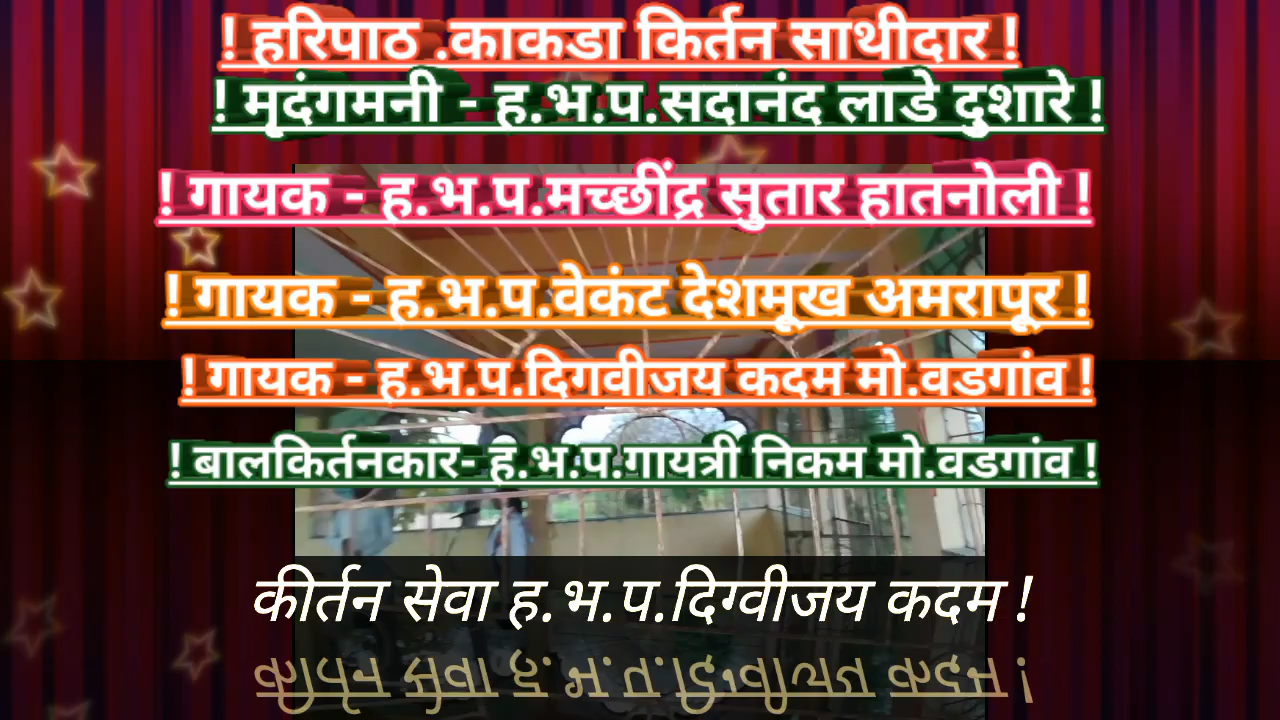 ! हरिपाठ .काकडा किर्तन साथीदार !
! मृदंगमनी - ह.भ.प.सदानंद लाडे दुशारे !
! गायक - ह.भ.प.मच्छींद्र सुतार हातनोली !
! गायक - ह.भ.प.वेकंट देशमूख अमरापूर !
! गायक - ह.भ.प.दिगवीजय कदम मो.वडगांव !
! बालकिर्तनकार- ह.भ.प.गायत्री निकम मो.वडगांव !
कीर्तन सेवा ह.भ.प.दिग्वीजय कदम !